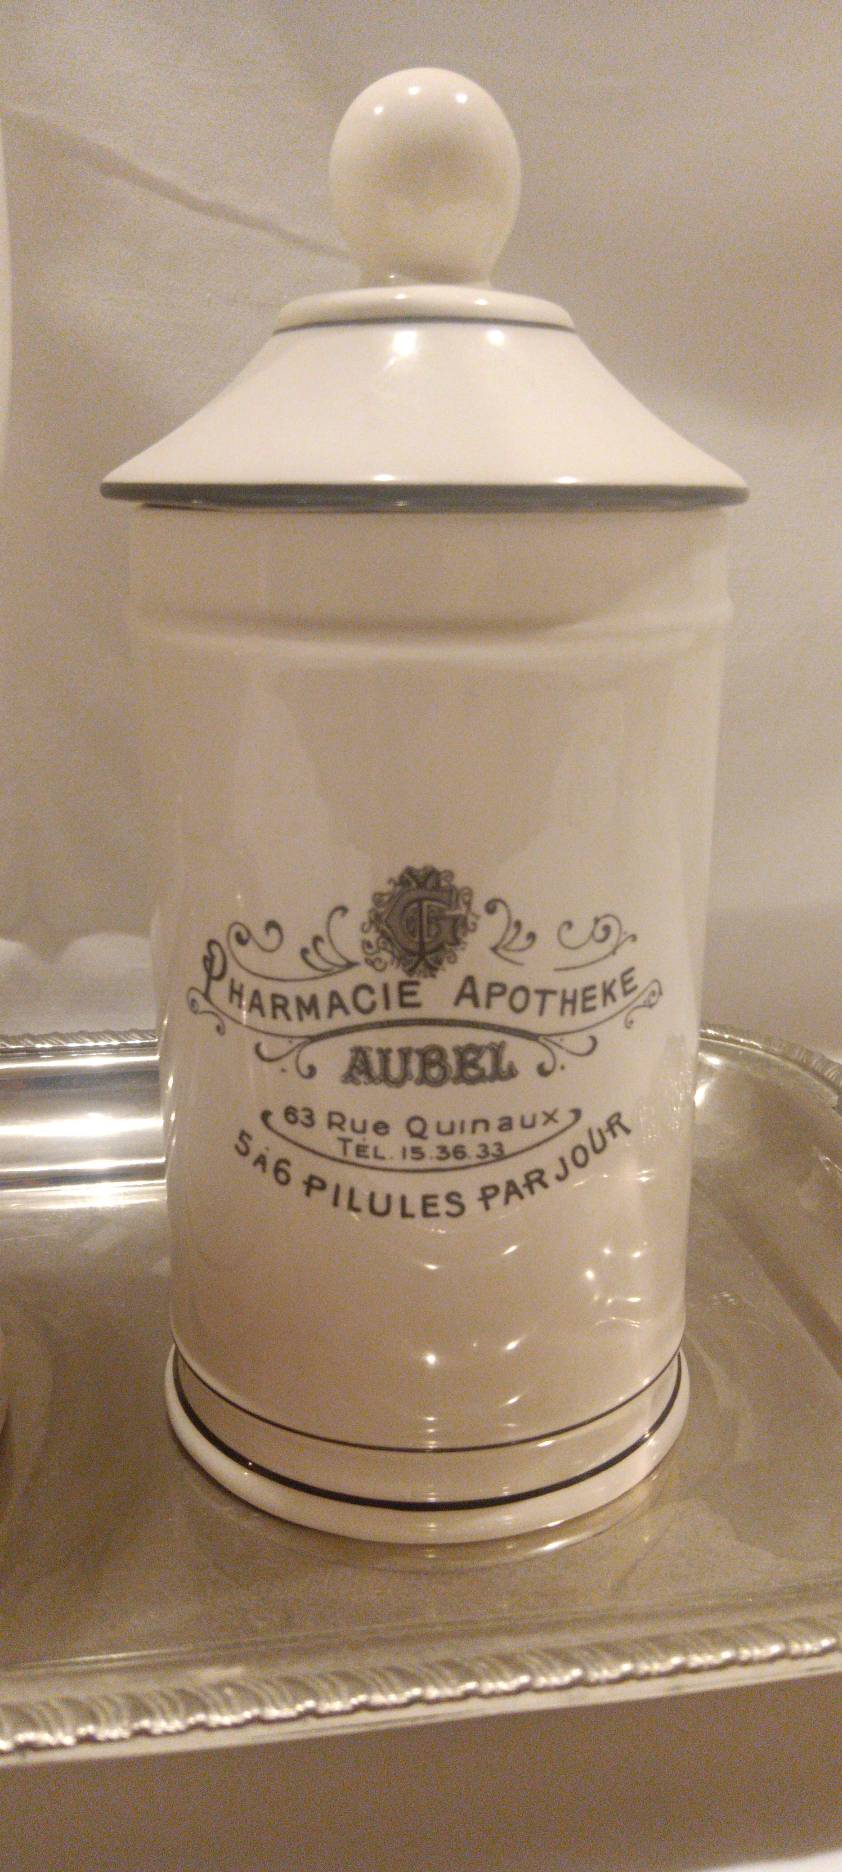 PHARMACIE APOTHEKE
AUBEL
63 Rue Quinaux
TÉL. 15.36.33
5 À 6 PILULES PAR JOUR